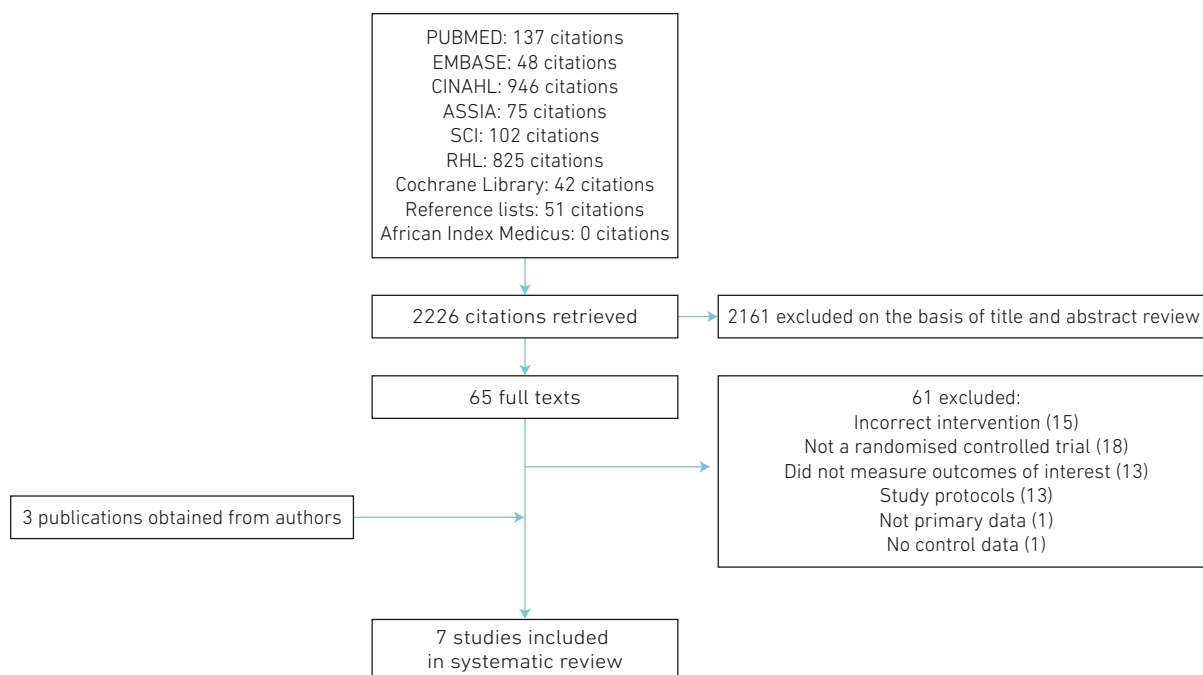 PUBMED: 137 citations
EMBASE: 48 citations
CINAHL: 946 citations
ASSIA: 75 citations
SCI: 102 citations
RHL: 825 citations
Cochrane Library: 42 citations
Reference lists: 51 citations
African Index Medicus: 0 citations
2226 citations retrieved
2161 excluded on the basis of title and abstract review
65 full texts
61 excluded:
Incorrect intervention (15)
Not a randomised controlled trial (18)
Did not measure outcomes of interest (13)
Study protocols (13)
Not primary data (1)
No control data (1)
3 publications obtained from authors
7 studies included
in systematic review